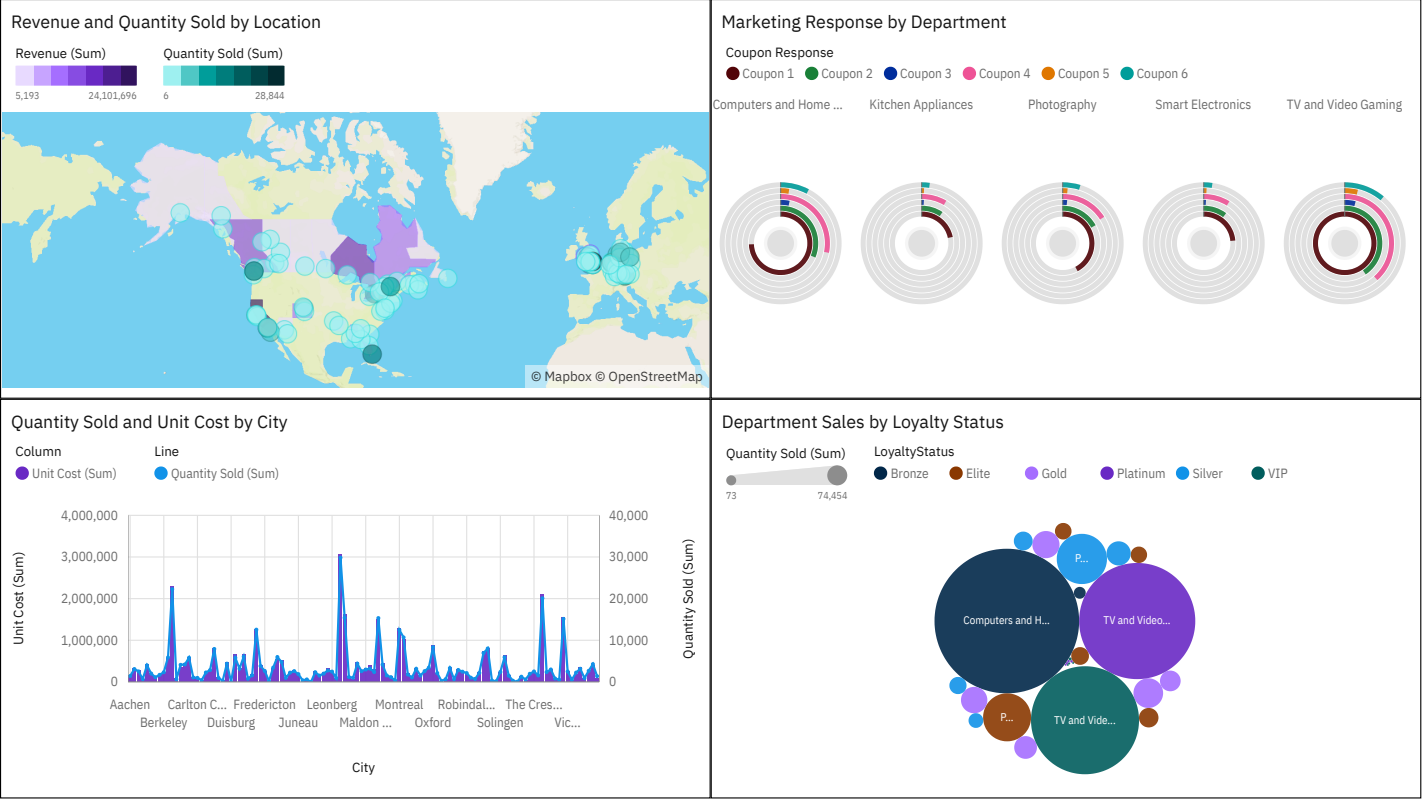 Revenue and Quantity Sold by Location
Revenue (Sum)
Quantity Sold (Sum)
5,193
24,101,696
6
28,844
© Mapbox © OpenStreetMap
Marketing Response by Department
Coupon Response
Coupon 1
Coupon 2
Coupon 3
Coupon 4
Coupon 5
Coupon 6
Computers and Home ...
Kitchen Appliances
Photography
Smart Electronics
TV and Video Gaming
Quantity Sold and Unit Cost by City
Column
Line
Unit Cost (Sum)
Quantity Sold (Sum)
Unit Cost (Sum)
4,000,000
3,000,000
2,000,000
1,000,000
0
40,000
30,000
20,000
10,000
0
Quantity Sold (Sum)
Aachen
Carlton C...
Fredericton
Leonberg
Montreal
Robindal...
The Cres...
Berkeley
Duisburg
Juneau
Maldon ...
Oxford
Solingen
Vic...
City
Department Sales by Loyalty Status
Quantity Sold (Sum)
73
74,454
LoyaltyStatus
Bronze
Elite
Gold
Platinum
Silver
VIP
P...
Computers and H...
TV and Video...
P...
TV and Vide...